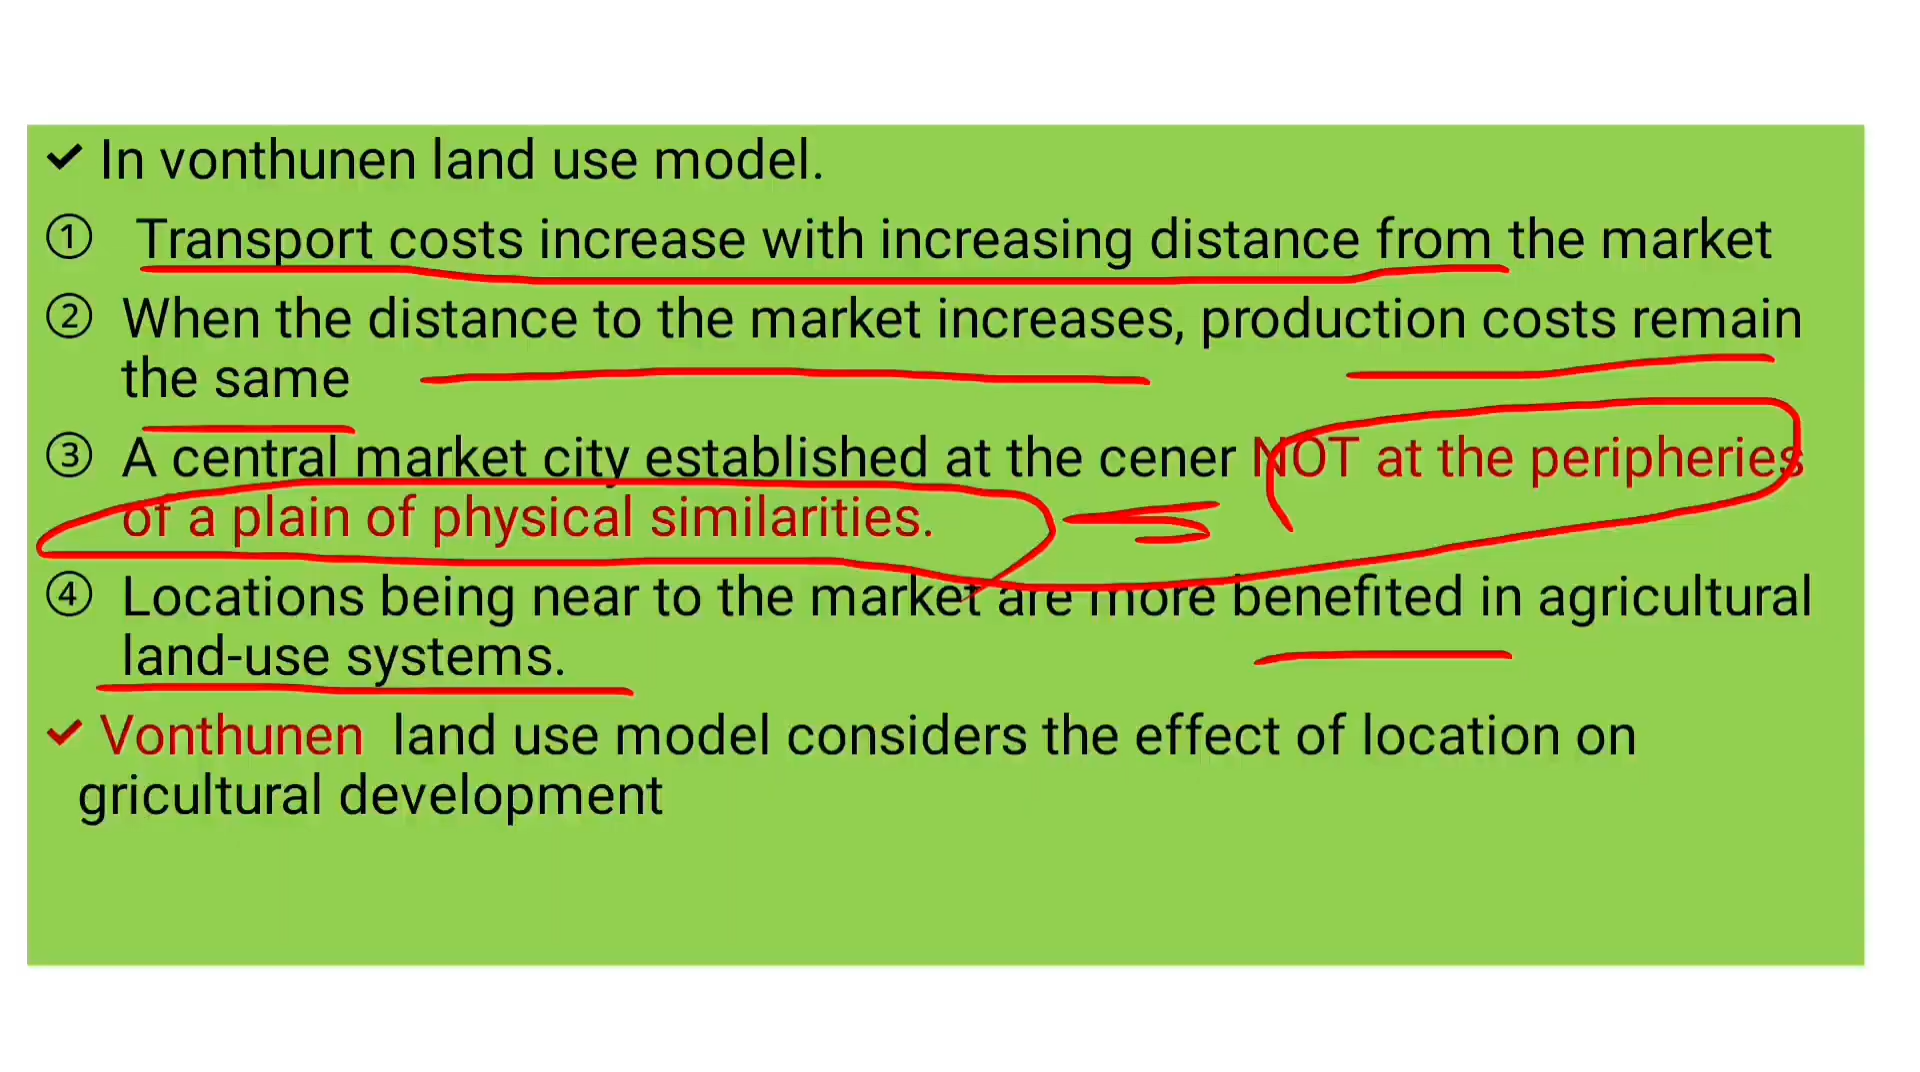 ✓ In vonthunen land use model.
① Transport costs increase with increasing distance from the market
② When the distance to the market increases, production costs remain
the same
③ A central market city established at the cener NOT at the peripheries
of a plain of physical similarities.
④ Locations being near to the market are more benefited in agricultural
land-use systems.
✓ Vonthunen land use model considers the effect of location on
gricultural development